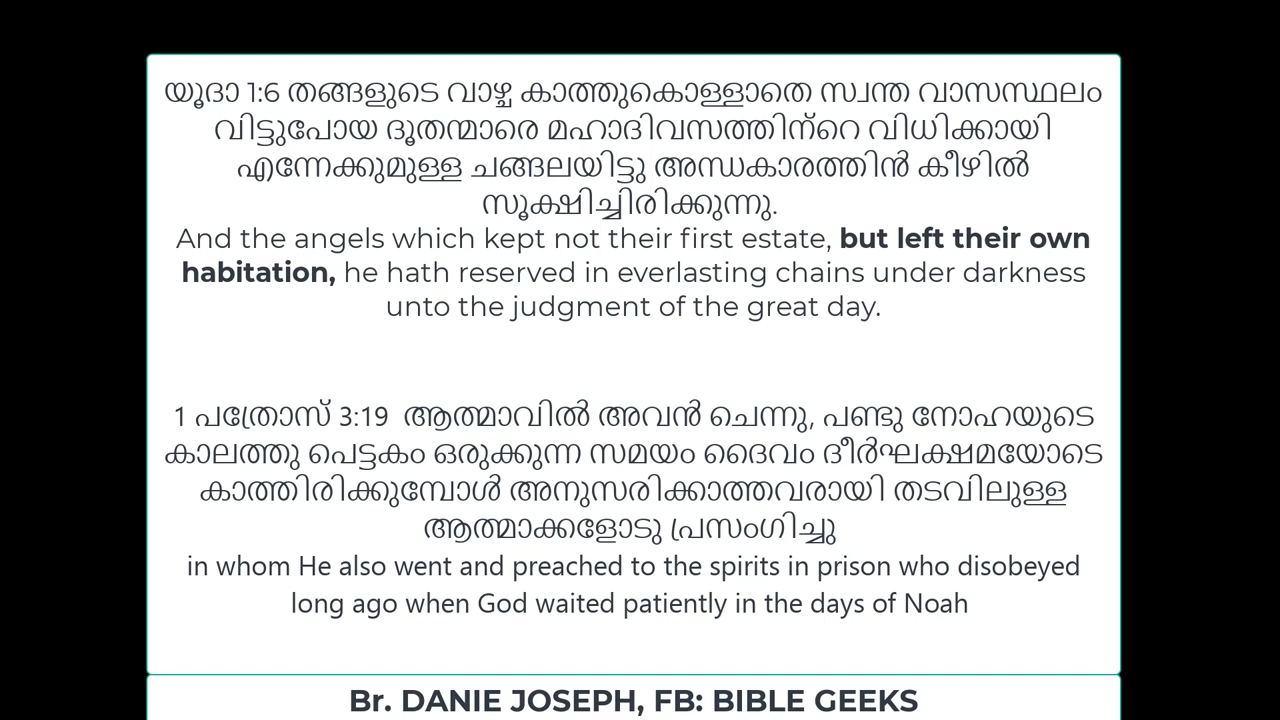 യൂദാ 1:6 തങ്ങളുടെ വാഴ്ച കാത്തുകൊള്ളാതെ സ്വന്ത വാസസ്ഥലം
വിട്ടുപോയ ദൂതന്മാരെ മഹാദിവസത്തിന്റെ വിധിക്കായി
എന്നേക്കുമുള്ള ചങ്ങലയിട്ടു അന്ധകാരത്തിൻ കീഴിൽ
സൂക്ഷിച്ചിരിക്കുന്നു.
And the angels which kept not their first estate, but left their own
habitation, he hath reserved in everlasting chains under darkness
unto the judgment of the great day.
1 പത്രോസ് 3:19 ആത്മാവിൽ അവൻ ചെന്നു, പണ്ടു നോഹയുടെ
കാലത്തു പെട്ടകം ഒരുക്കുന്ന സമയം ദൈവം ദീർഘക്ഷമയോടെ
കാത്തിരിക്കുമ്പോൾ അനുസരിക്കാത്തവരായി തടവിലുള്ള
ആത്മാക്കളോടു പ്രസംഗിച്ചു
in whom He also went and preached to the spirits in prison who disobeyed
long ago when God waited patiently in the days of Noah
Br. DANIE JOSEPH, FB: BIBLE GEEKS